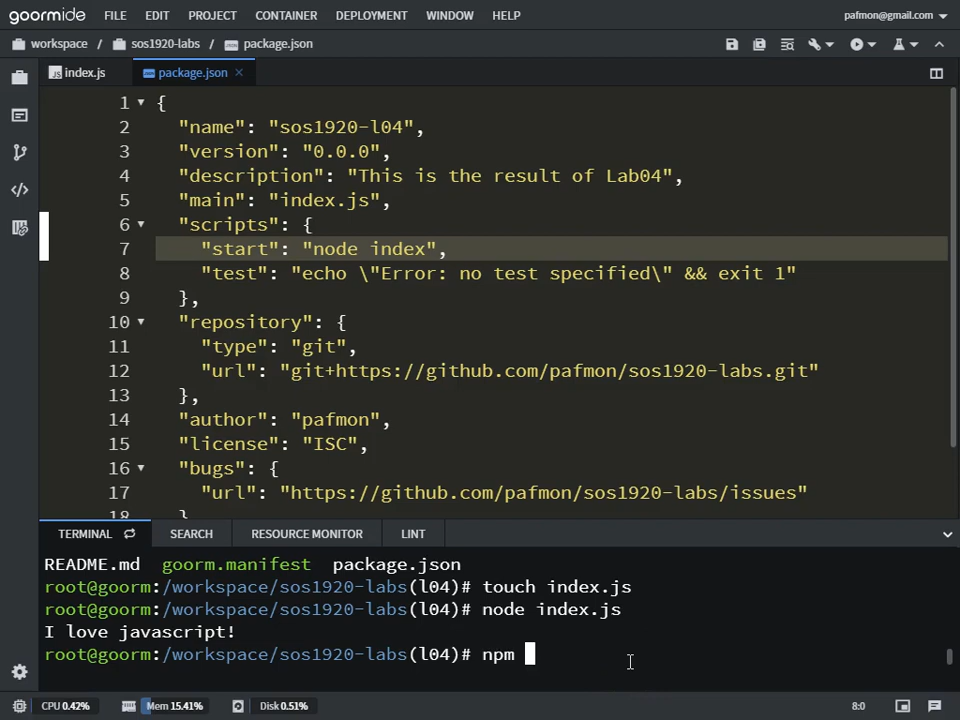 goormide FILE EDIT PROJECT CONTAINER DEPLOYMENT WINDOW HELP pafmon@gmail.com
workspace / sos1920-labs / package.json
JS index.js package.json ×
1 {
2 "name": "sos1920-l04",
3 "version": "0.0.0",
4 "description": "This is the result of Lab04",
5 "main": "index.js",
6 "scripts": {
7 "start": "node index",
8 "test": "echo \"Error: no test specified\" && exit 1"
9 },
10 "repository": {
11 "type": "git",
12 "url": "git+https://github.com/pafmon/sos1920-labs.git"
13 },
14 "author": "pafmon",
15 "license": "ISC",
16 "bugs": {
17 "url": "https://github.com/pafmon/sos1920-labs/issues"
18 }
TERMINAL SEARCH RESOURCE MONITOR LINT
README.md goorm.manifest package.json
root@goorm:/workspace/sos1920-labs(l04)# touch index.js
root@goorm:/workspace/sos1920-labs(l04)# node index.js
I love javascript!
root@goorm:/workspace/sos1920-labs(l04)# npm
CPU 0.42% Mem 15.41% Disk 0.51% 8:0